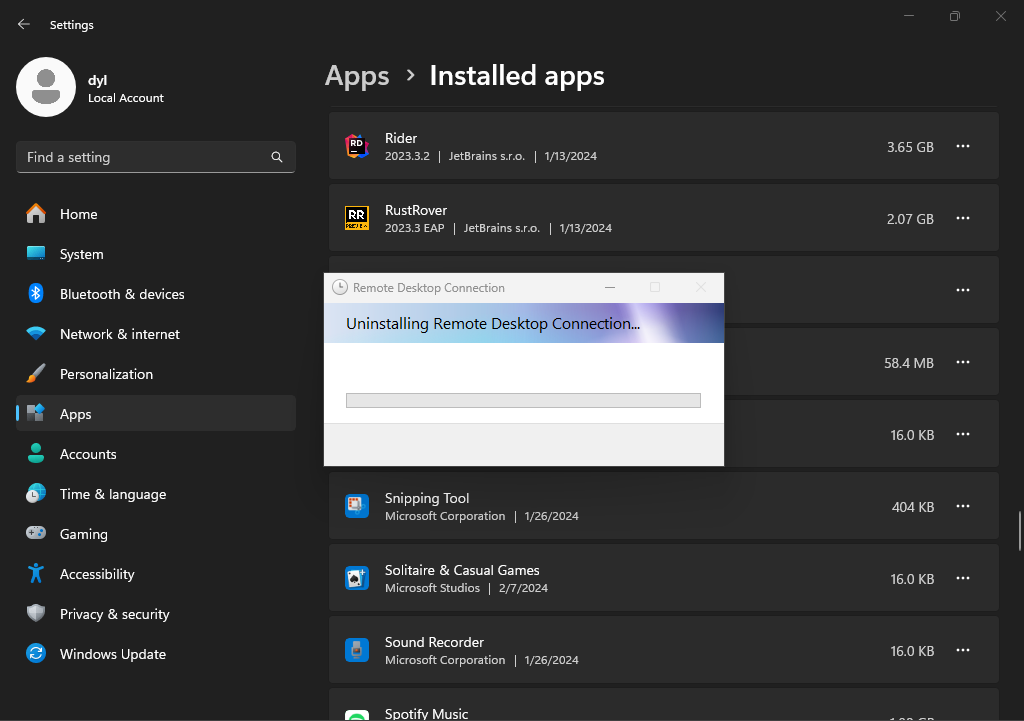 Settings
dyl
Local Account
Find a setting
Home
System
Bluetooth & devices
Network & internet
Personalization
Apps
Accounts
Time & language
Gaming
Accessibility
Privacy & security
Windows Update
Apps > Installed apps
RD
Rider
2023.3.2 | JetBrains s.r.o. | 1/13/2024
3.65 GB
RR
PREVIEW
RustRover
2023.3 EAP | JetBrains s.r.o. | 1/13/2024
2.07 GB
Remote Desktop Connection
Uninstalling Remote Desktop Connection...
58.4 MB
16.0 KB
Snipping Tool
Microsoft Corporation | 1/26/2024
404 KB
Solitaire & Casual Games
Microsoft Studios | 2/7/2024
16.0 KB
Sound Recorder
Microsoft Corporation | 1/26/2024
16.0 KB
Spotify Music